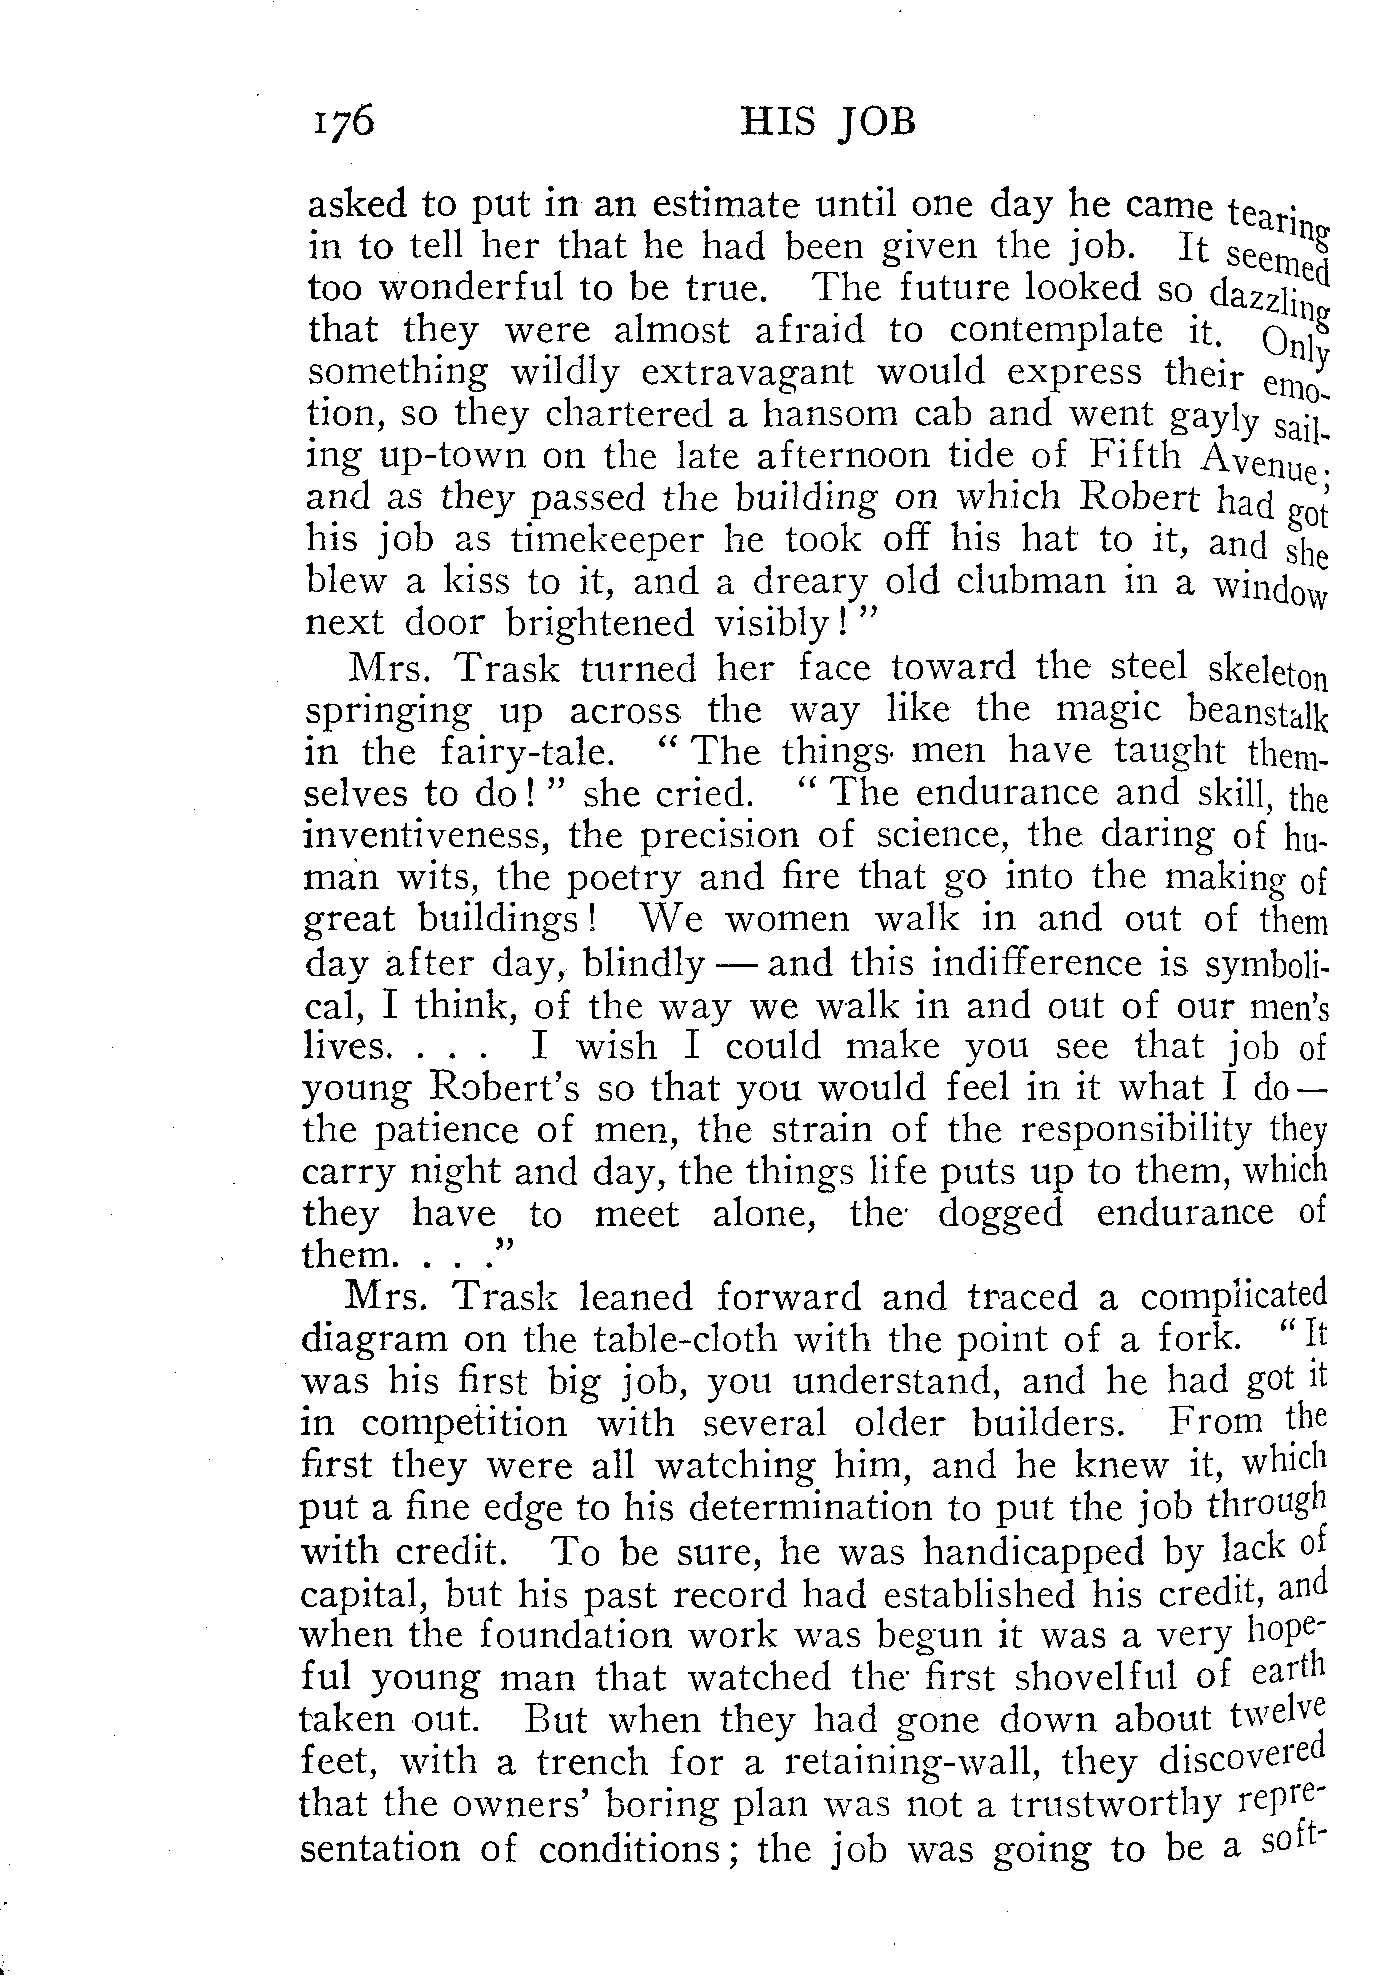 176 HIS JOB
asked to put in an estimate until one day he came tearing
in to tell her that he had been given the job. It seemed
too wonderful to be true. The future looked so dazzling
that they were almost afraid to contemplate it. Only
something wildly extravagant would express their emo-
tion, so they chartered a hansom cab and went gayly sail-
ing up-town on the late afternoon tide of Fifth Avenue;
and as they passed the building on which Robert had got
his job as timekeeper he took off his hat to it, and she
blew a kiss to it, and a dreary old clubman in a window
next door brightened visibly!"
Mrs. Trask turned her face toward the steel skeleton
springing up across the way like the magic beanstalk
in the fairy-tale. "The things men have taught them-
selves to do!" she cried. "The endurance and skill, the
inventiveness, the precision of science, the daring of hu-
man wits, the poetry and fire that go into the making of
great buildings! We women walk in and out of them
day after day, blindly — and this indifference is symboli-
cal, I think, of the way we walk in and out of our men's
lives. . . . I wish I could make you see that job of
young Robert's so that you would feel in it what I do —
the patience of men, the strain of the responsibility they
carry night and day, the things life puts up to them, which
they have to meet alone, the dogged endurance of
them. . . ."
Mrs. Trask leaned forward and traced a complicated
diagram on the table-cloth with the point of a fork. "It
was his first big job, you understand, and he had got it
in competition with several older builders. From the
first they were all watching him, and he knew it, which
put a fine edge to his determination to put the job through
with credit. To be sure, he was handicapped by lack of
capital, but his past record had established his credit, and
when the foundation work was begun it was a very hope-
ful young man that watched the first shovelful of earth
taken out. But when they had gone down about twelve
feet, with a trench for a retaining-wall, they discovered
that the owners' boring plan was not a trustworthy repre-
sentation of conditions; the job was going to be a soft-